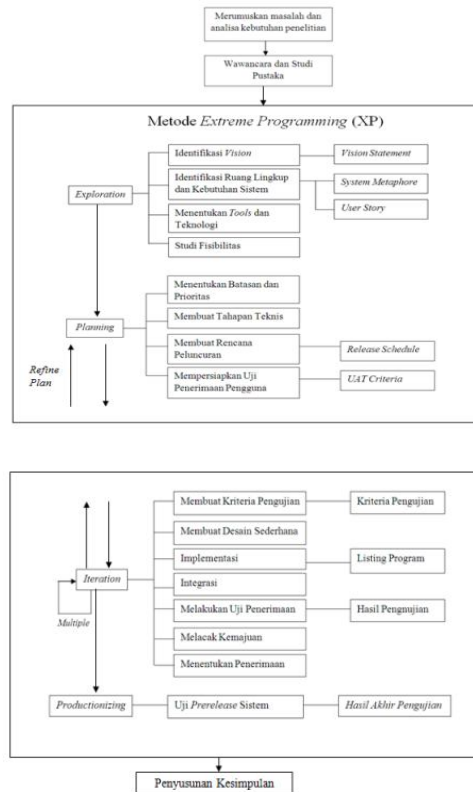 Merumuskan masalah dan
analisa kebutuhan penelitian
Wawancara dan Studi
Pustaka
Metode Extreme Programming (XP)
Identifikasi Vision
Vision Statement
Identifikasi Ruang Lingkup
dan Kebutuhan Sistem
System Metaphore
Exploration
User Story
Menentukan Tools dan
Teknologi
Studi Fisibilitas
Menentukan Batasan dan
Prioritas
Membuat Tahapan Teknis
Planning
Membuat Rencana
Peluncuran
Release Schedule
Refine
Plan
Mempersiapkan Uji
Penerimaan Pengguna
UAT Criteria
Membuat Kriteria Pengujian
Kriteria Pengujian
Membuat Desain Sederhana
Implementasi
Listing Program
Iteration
Integrasi
Multiple
Melakukan Uji Penerimaan
Hasil Pengnujian
Melacak Kemajuan
Menentukan Penerimaan
Productionizing
Uji Prerelease Sistem
Hasil Akhir Pengujian
Penyusunan Kesimpulan